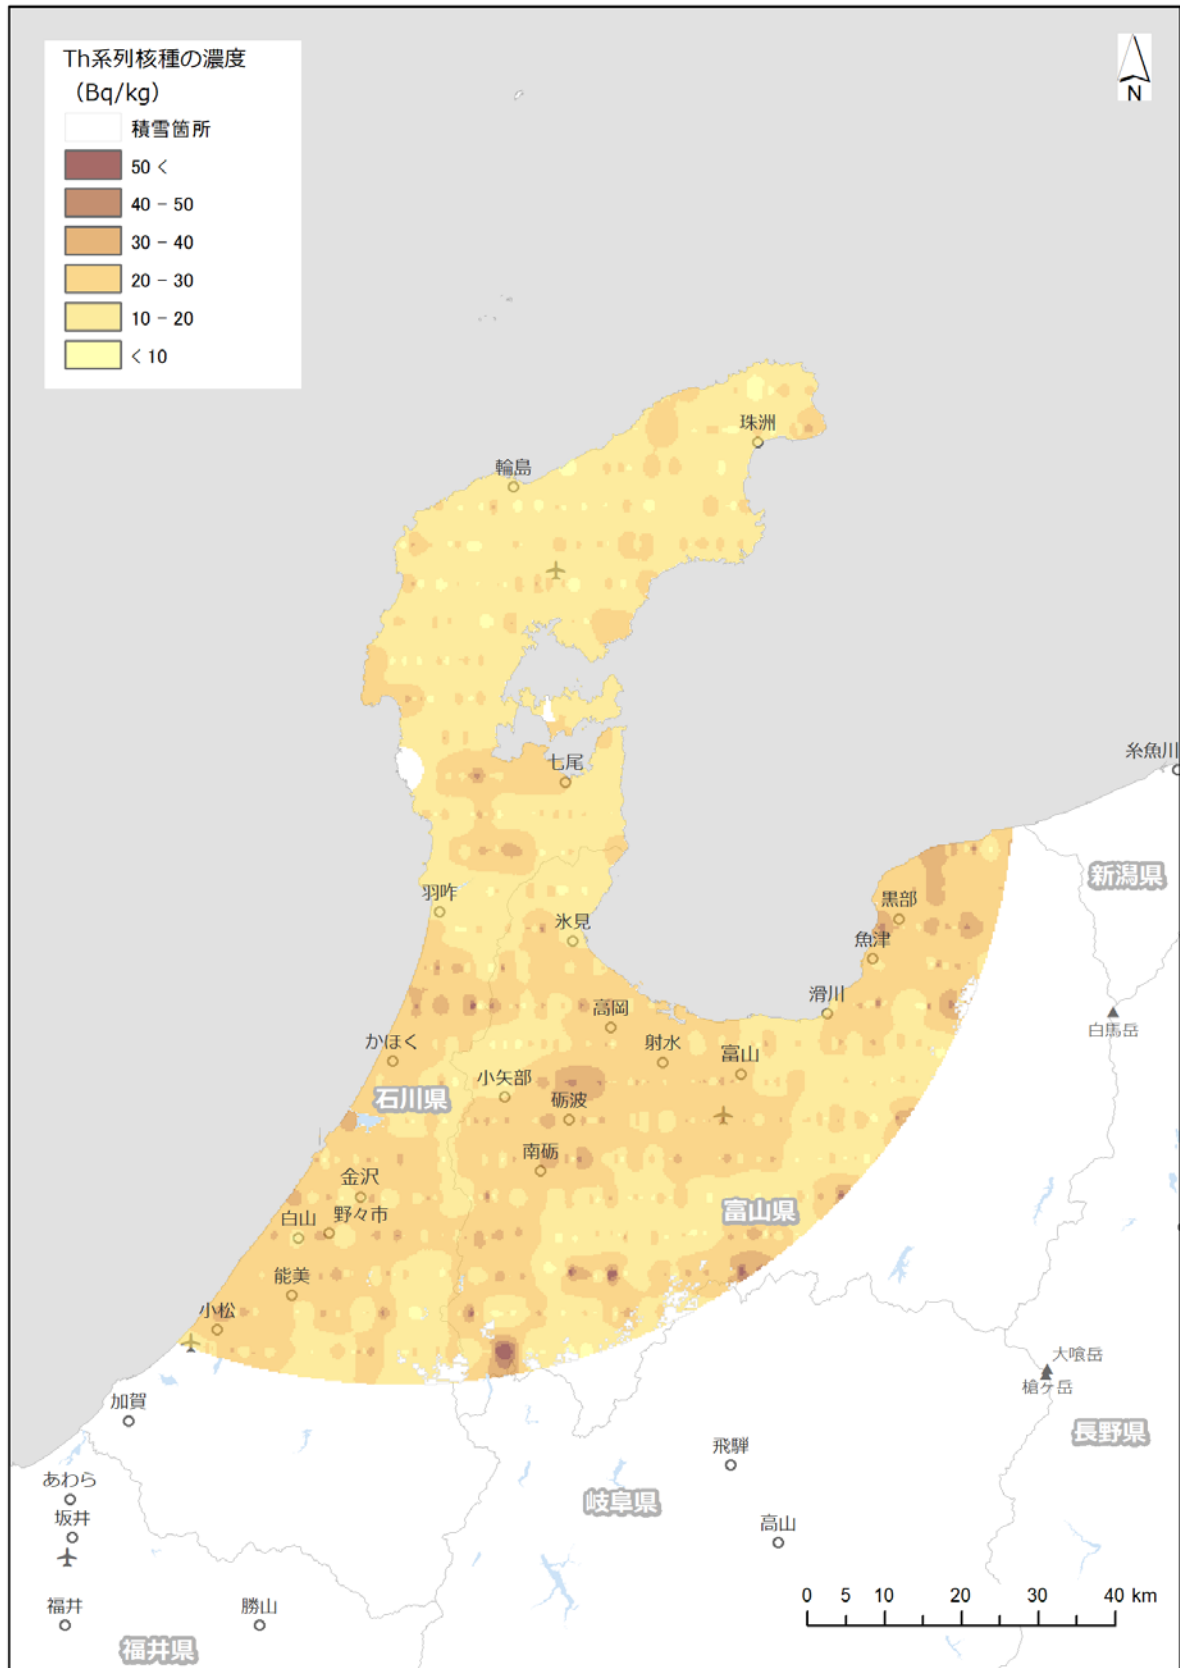 Th系列核種の濃度
（Bq/kg）
積雪箇所
50 <
40 − 50
30 − 40
20 − 30
10 − 20
< 10
N
珠洲
輪島
七尾
糸魚川
新潟県
羽咋
黒部
氷見
魚津
滑川
高岡
白馬岳
かほく
射水
富山
小矢部
石川県
砺波
南砺
金沢
富山県
白山
野々市
能美
小松
大喰岳
槍ヶ岳
加賀
長野県
飛騨
あわら
岐阜県
坂井
高山
福井
勝山
福井県
0 5 10 20 30 40 km